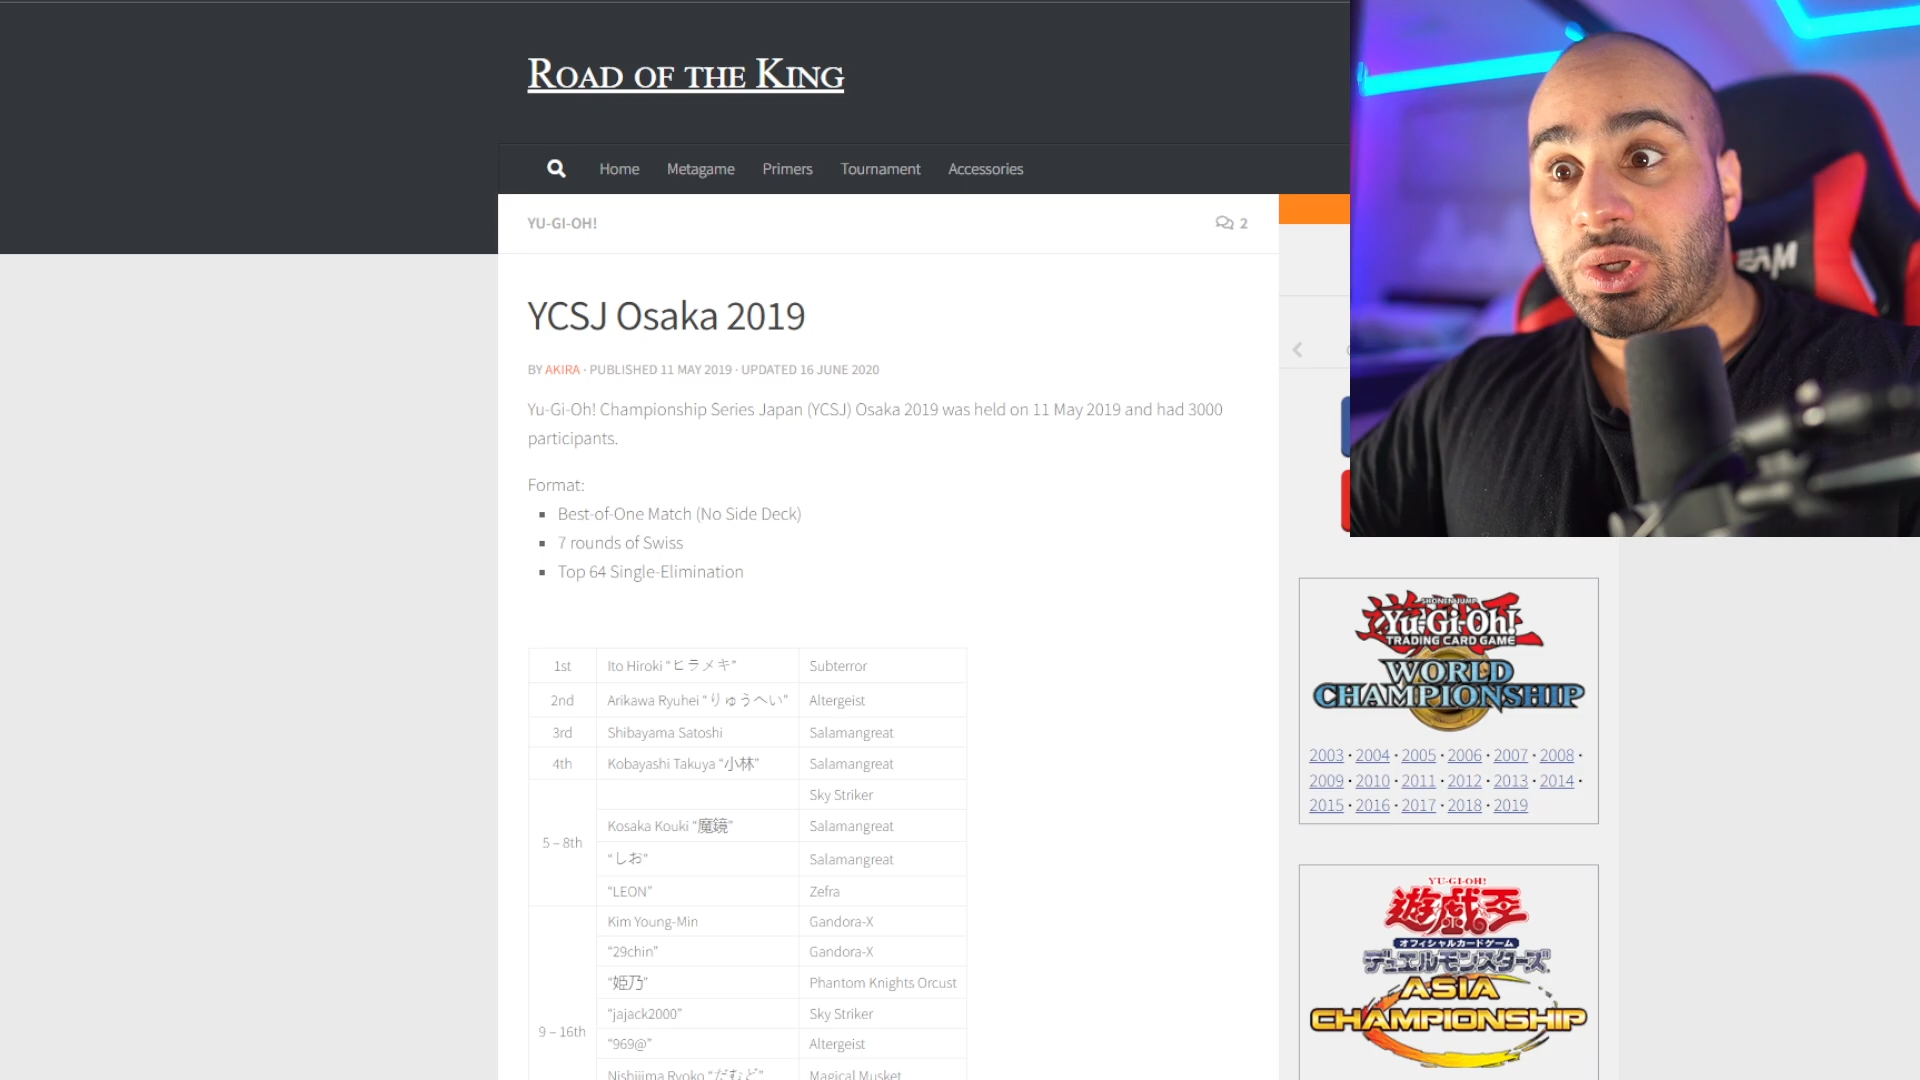 ROAD OF THE KING
Home Metagame Primers Tournament Accessories
YU-GI-OH!
2
YCSJ Osaka 2019
BY AKIRA · PUBLISHED 11 MAY 2019 · UPDATED 16 JUNE 2020
Yu-Gi-Oh! Championship Series Japan (YCSJ) Osaka 2019 was held on 11 May 2019 and had 3000
participants.
Format:
Best-of-One Match (No Side Deck)
7 rounds of Swiss
Top 64 Single-Elimination
1st Ito Hiroki “ヒラメキ” Subterror
2nd Arikawa Ryuhei “りゅうへい” Altergeist
3rd Shibayama Satoshi Salamangreat
4th Kobayashi Takuya “小林” Salamangreat
Sky Striker
Kosaka Kouki “魔鏡” Salamangreat
5 – 8th
“しお” Salamangreat
“LEON” Zefra
Kim Young-Min Gandora-X
“29chin” Gandora-X
“姫乃” Phantom Knights Orcust
“jajack2000” Sky Striker
9 – 16th
“969@” Altergeist
Nishijima Ryoko “だむど” Magical Musket
SHONEN JUMP
Yu-Gi-Oh!
TRADING CARD GAME
WORLD
CHAMPIONSHIP
2003 · 2004 · 2005 · 2006 · 2007 · 2008 ·
2009 · 2010 · 2011 · 2012 · 2013 · 2014 ·
2015 · 2016 · 2017 · 2018 · 2019
YU-GI-OH!
遊戯王
オフィシャルカードゲーム
デュエルモンスターズ
ASIA
CHAMPIONSHIP